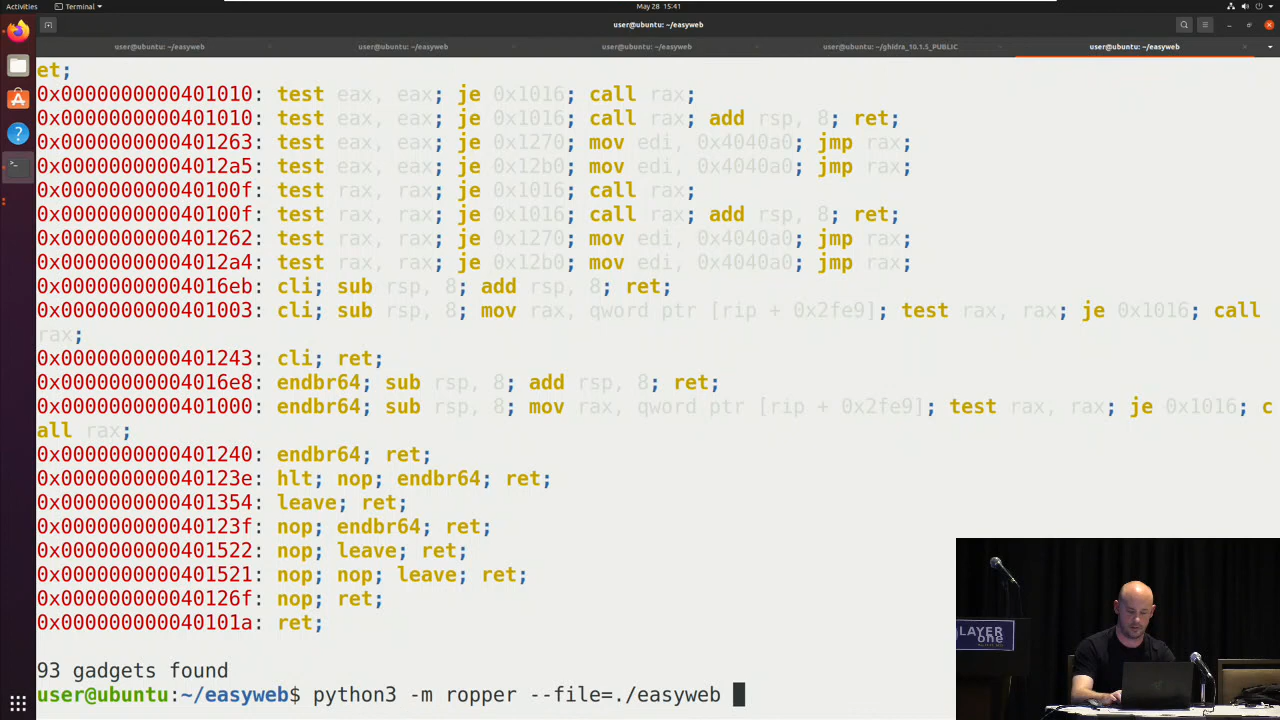 Activities Terminal May 28 15:41
user@ubuntu: ~/easyweb
user@ubuntu: ~/easyweb user@ubuntu: ~/easyweb user@ubuntu: ~/easyweb user@ubuntu: ~/ghidra_10.1.5_PUBLIC user@ubuntu: ~/easyweb
et;
0x0000000000401010: test eax, eax; je 0x1016; call rax;
0x0000000000401010: test eax, eax; je 0x1016; call rax; add rsp, 8; ret;
0x0000000000401263: test eax, eax; je 0x1270; mov edi, 0x4040a0; jmp rax;
0x00000000004012a5: test eax, eax; je 0x12b0; mov edi, 0x4040a0; jmp rax;
0x000000000040100f: test rax, rax; je 0x1016; call rax;
0x000000000040100f: test rax, rax; je 0x1016; call rax; add rsp, 8; ret;
0x0000000000401262: test rax, rax; je 0x1270; mov edi, 0x4040a0; jmp rax;
0x00000000004012a4: test rax, rax; je 0x12b0; mov edi, 0x4040a0; jmp rax;
0x00000000004016eb: cli; sub rsp, 8; add rsp, 8; ret;
0x0000000000401003: cli; sub rsp, 8; mov rax, qword ptr [rip + 0x2fe9]; test rax, rax; je 0x1016; call
rax;
0x0000000000401243: cli; ret;
0x00000000004016e8: endbr64; sub rsp, 8; add rsp, 8; ret;
0x0000000000401000: endbr64; sub rsp, 8; mov rax, qword ptr [rip + 0x2fe9]; test rax, rax; je 0x1016; c
all rax;
0x0000000000401240: endbr64; ret;
0x000000000040123e: hlt; nop; endbr64; ret;
0x0000000000401354: leave; ret;
0x000000000040123f: nop; endbr64; ret;
0x0000000000401522: nop; leave; ret;
0x0000000000401521: nop; nop; leave; ret;
0x000000000040126f: nop; ret;
0x000000000040101a: ret;
93 gadgets found
user@ubuntu:~/easyweb$ python3 -m ropper --file=./easyweb
LAYER
one